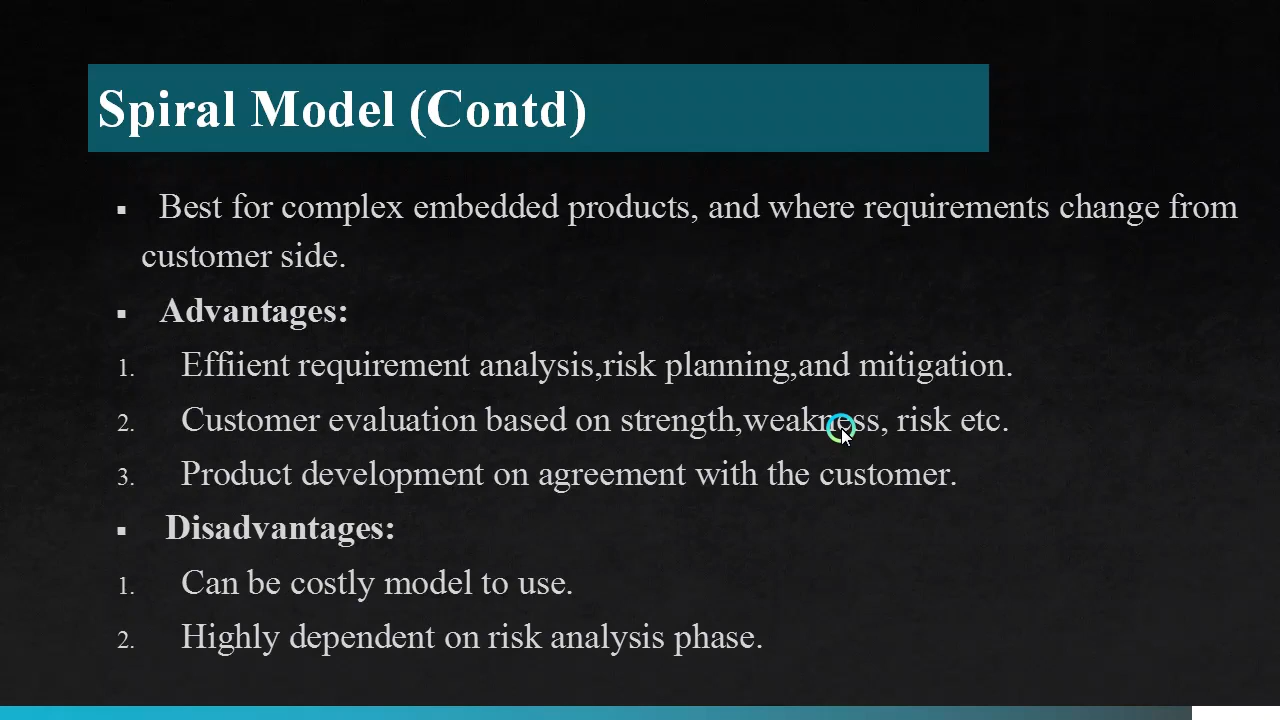 Spiral Model (Contd)
▪ Best for complex embedded products, and where requirements change from
customer side.
▪ Advantages:
1. Effiient requirement analysis,risk planning,and mitigation.
2. Customer evaluation based on strength,weakness, risk etc.
3. Product development on agreement with the customer.
▪ Disadvantages:
1. Can be costly model to use.
2. Highly dependent on risk analysis phase.